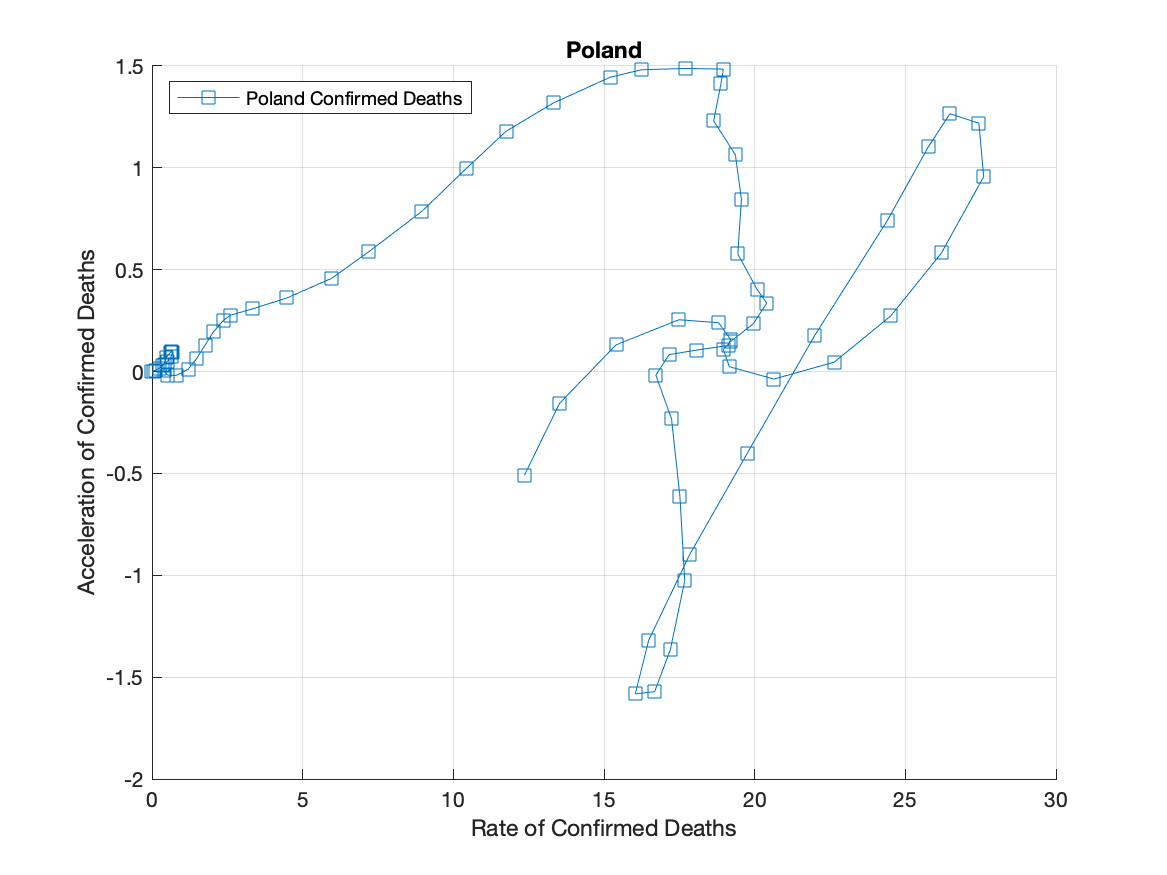 Poland
1.5
Poland Confirmed Deaths
1
0.5
0
-0.5
-1
-1.5
-2
Acceleration of Confirmed Deaths
0 5 10 15 20 25 30
Rate of Confirmed Deaths